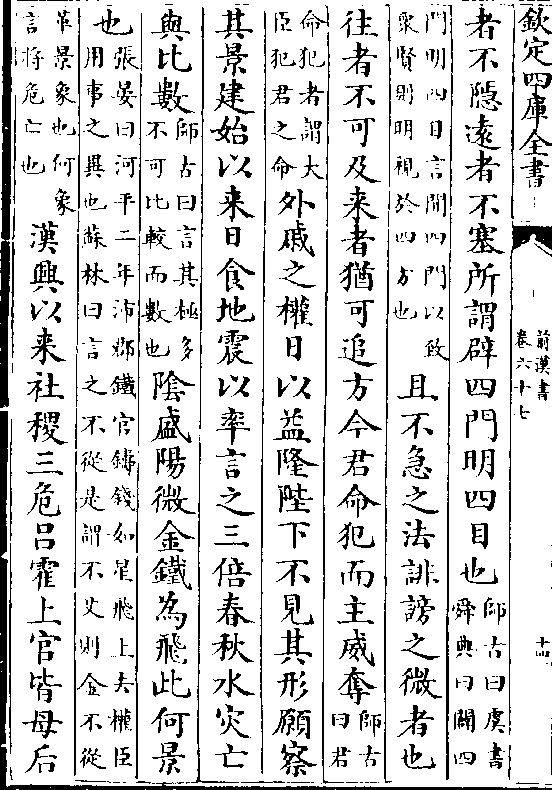 欽定四庫全書
前漢書
卷六十七
十四
者不隱逺者不塞所謂辟四門明四目也
師古曰虞書
舜典曰闢四
門明四目言開四門以致
衆賢則明視於四方也
且不急之法誹謗之微者也
往者不可及来者猶可追方今君命犯而主威奪
師古
曰君
命犯者謂大
臣犯君之命
外戚之權日以益隆陛下不見其形願察
其景建始以来日食地震以率言之三倍春秋水災亡
與比數
師古曰言其極多
不可比較而數也
陰盛陽微金鐵為飛此何景
也
張晏曰河平二年沛郡鐵官鑄錢如星飛上去權臣
用事之異也蘇林曰言之不從是謂不乂則金不從
革景象也何象
言將危亡也
漢興以来社稷三危吕霍上官皆母后